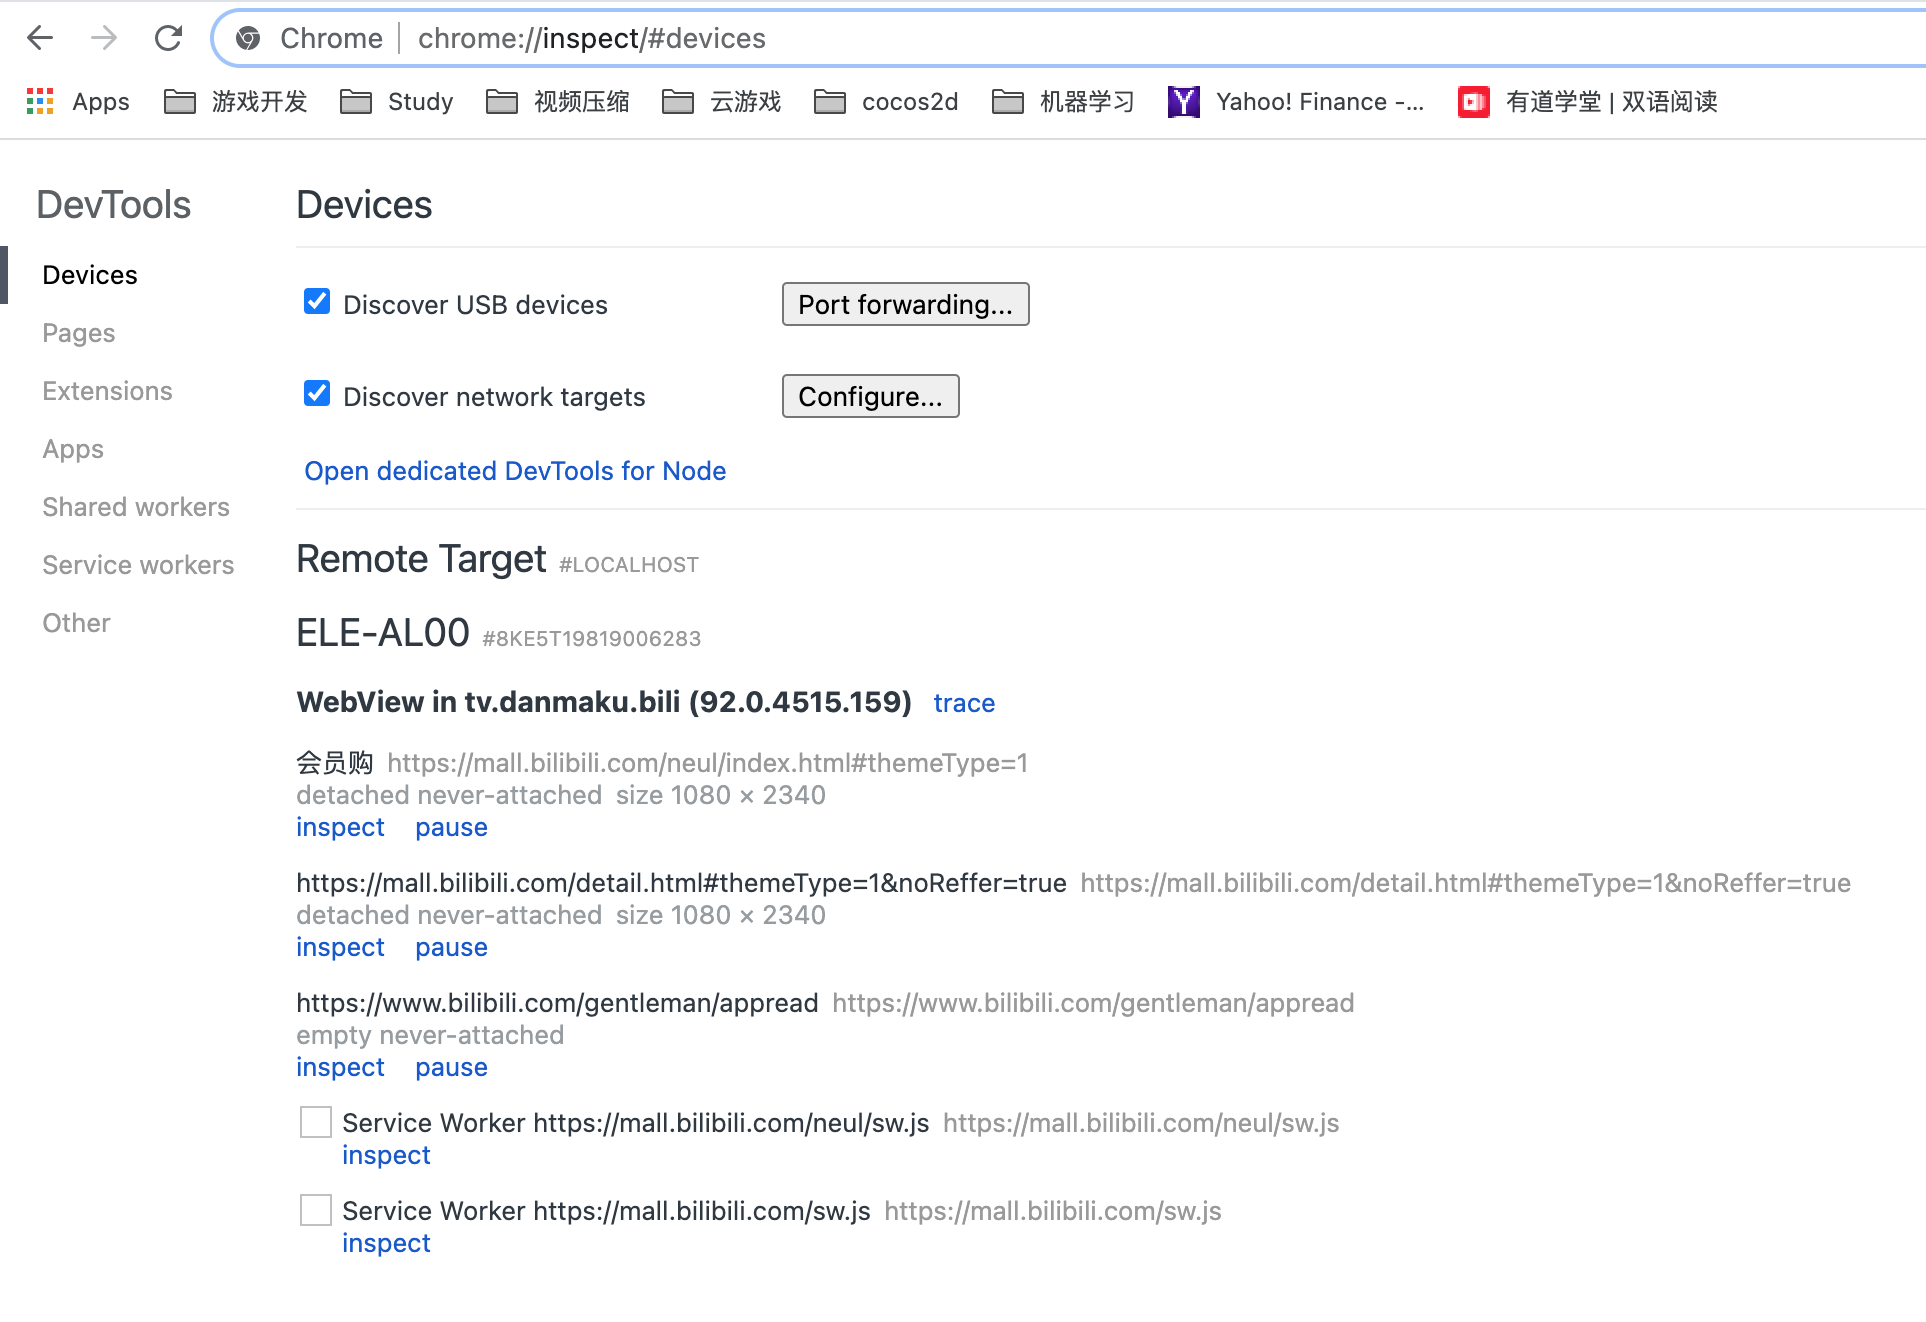 Chrome | chrome://inspect/#devices
Apps 游戏开发 Study 视频压缩 云游戏 cocos2d 机器学习 Yahoo! Finance -... 有道学堂 | 双语阅读
DevTools
Devices
Pages
Extensions
Apps
Shared workers
Service workers
Other
Devices
Discover USB devices Port forwarding...
Discover network targets Configure...
Open dedicated DevTools for Node
Remote Target #LOCALHOST
ELE-AL00 #8KE5T19819006283
WebView in tv.danmaku.bili (92.0.4515.159) trace
会员购 https://mall.bilibili.com/neul/index.html#themeType=1
detached never-attached size 1080 × 2340
inspect pause
https://mall.bilibili.com/detail.html#themeType=1&noReffer=true https://mall.bilibili.com/detail.html#themeType=1&noReffer=true
detached never-attached size 1080 × 2340
inspect pause
https://www.bilibili.com/gentleman/appread https://www.bilibili.com/gentleman/appread
empty never-attached
inspect pause
Service Worker https://mall.bilibili.com/neul/sw.js https://mall.bilibili.com/neul/sw.js
inspect
Service Worker https://mall.bilibili.com/sw.js https://mall.bilibili.com/sw.js
inspect